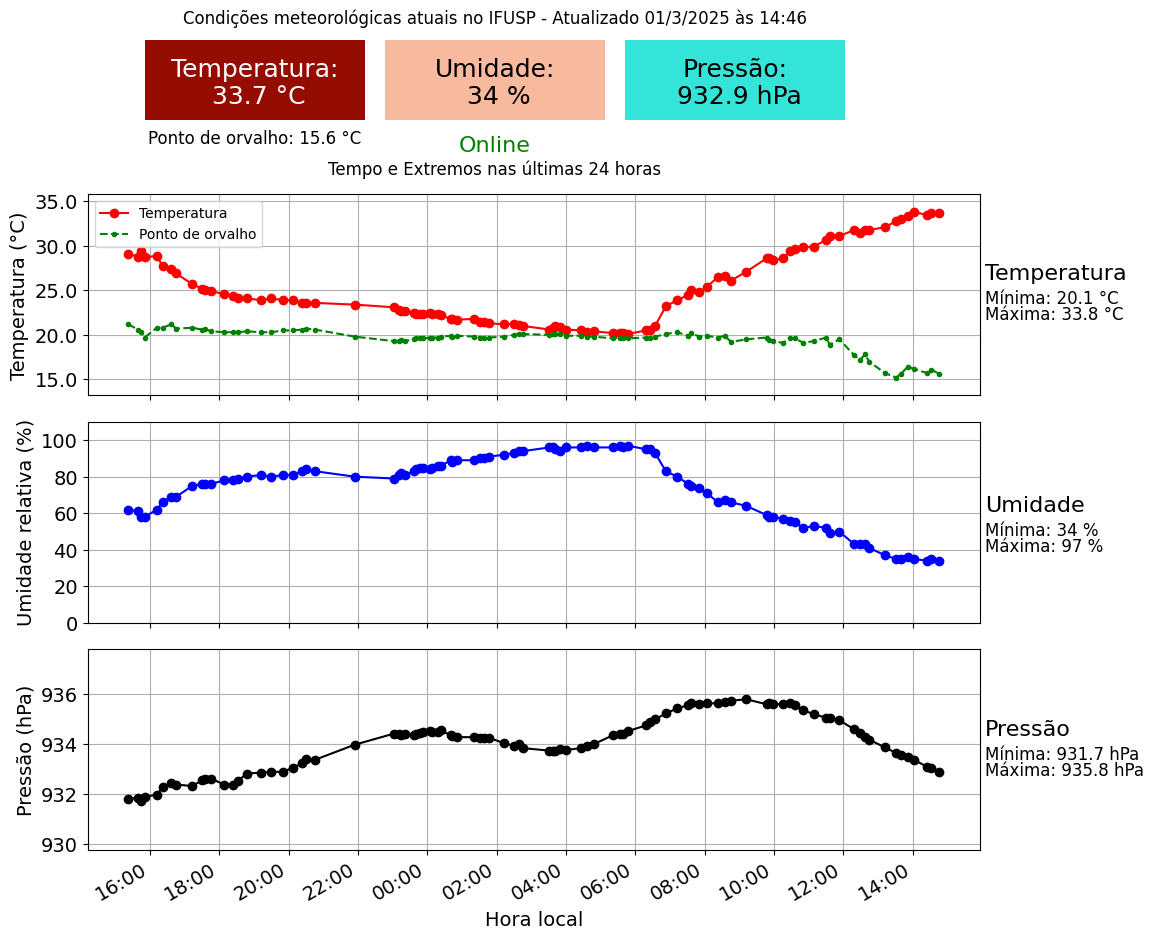 Condições meteorológicas atuais no IFUSP - Atualizado 01/3/2025 às 14:46
Temperatura:
33.7 °C
Umidade:
34 %
Pressão:
932.9 hPa
Ponto de orvalho: 15.6 °C
Online
Tempo e Extremos nas últimas 24 horas
Temperatura (°C)
35.0
30.0
25.0
20.0
15.0
Temperatura
Ponto de orvalho
Temperatura
Mínima: 20.1 °C
Máxima: 33.8 °C
Umidade relativa (%)
100
80
60
40
20
0
Umidade
Mínima: 34 %
Máxima: 97 %
Pressão (hPa)
936
934
932
930
Pressão
Mínima: 931.7 hPa
Máxima: 935.8 hPa
16:00
18:00
20:00
22:00
00:00
02:00
04:00
06:00
08:00
10:00
12:00
14:00
Hora local